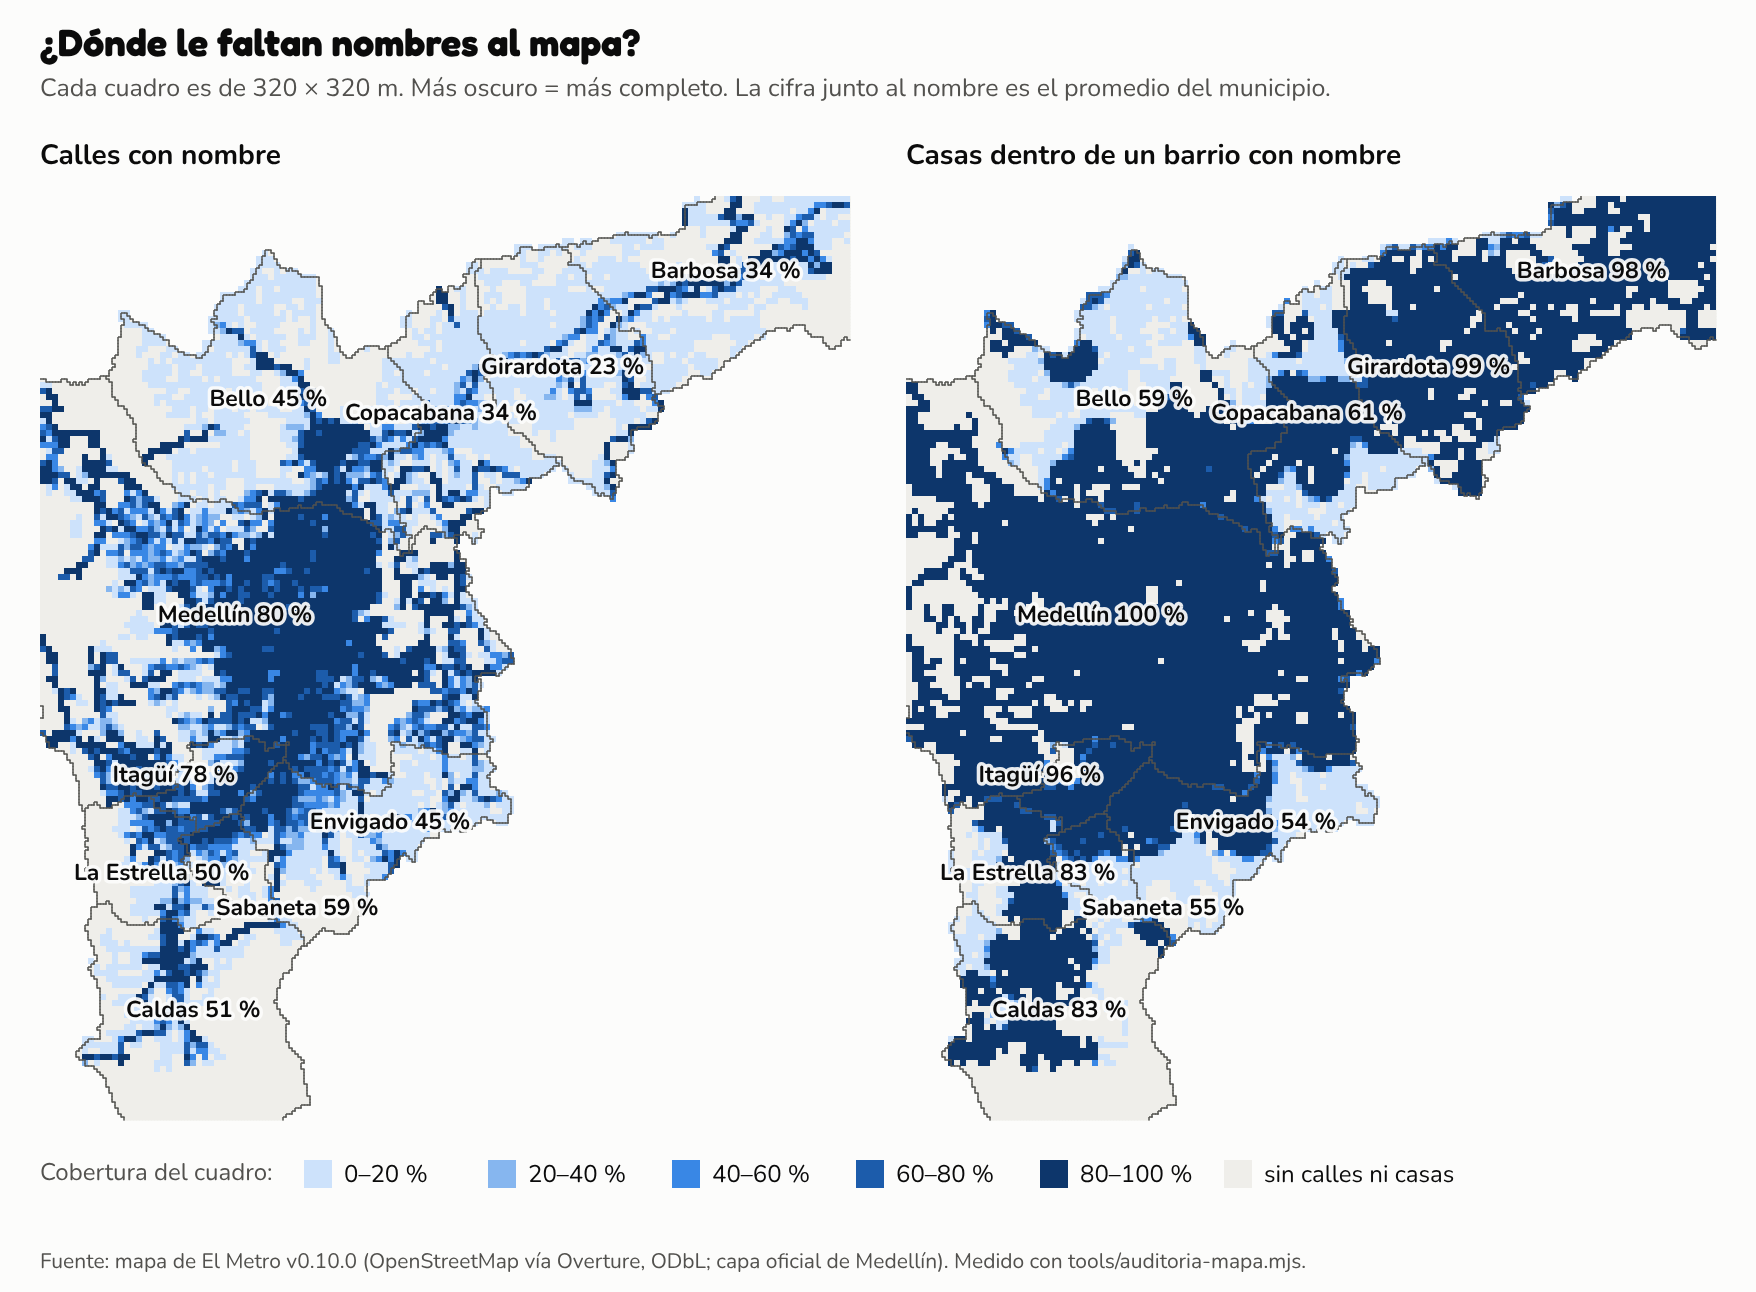 ¿Dónde le faltan nombres al mapa?
Cada cuadro es de 320 × 320 m. Más oscuro = más completo. La cifra junto al nombre es el promedio del municipio.
Calles con nombre
Barbosa 34 %
Girardota 23 %
Bello 45 %
Copacabana 34 %
Medellín 80 %
Itagüí 78 %
Envigado 45 %
La Estrella 50 %
Sabaneta 59 %
Caldas 51 %
Casas dentro de un barrio con nombre
Barbosa 98 %
Girardota 99 %
Bello 59 %
Copacabana 61 %
Medellín 100 %
Itagüí 96 %
Envigado 54 %
La Estrella 83 %
Sabaneta 55 %
Caldas 83 %
Cobertura del cuadro:
0–20 %
20–40 %
40–60 %
60–80 %
80–100 %
sin calles ni casas
Fuente: mapa de El Metro v0.10.0 (OpenStreetMap vía Overture, ODbL; capa oficial de Medellín). Medido con tools/auditoria-mapa.mjs.